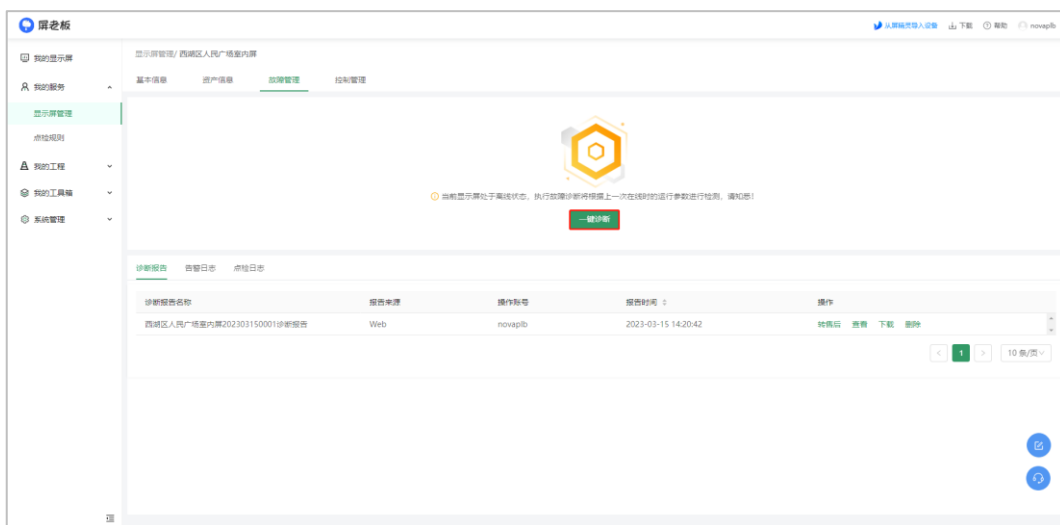 屏老板
从屏精灵导入设备 下载 帮助 novaplb
我的显示屏
我的服务
显示屏管理
点检规则
我的工程
我的工具箱
系统管理
显示屏管理/ 西湖区人民广场室内屏
基本信息 资产信息 故障管理 控制管理
当前显示屏处于离线状态，执行故障诊断将根据上一次在线时的运行参数进行检测，请知悉！
一键诊断
诊断报告 告警日志 点检日志
诊断报告名称 报告来源 操作账号 报告时间 操作
西湖区人民广场室内屏202303150001诊断报告 Web novaplb 2023-03-15 14:20:42 转售后 查看 下载 删除
< 1 > 10 条/页